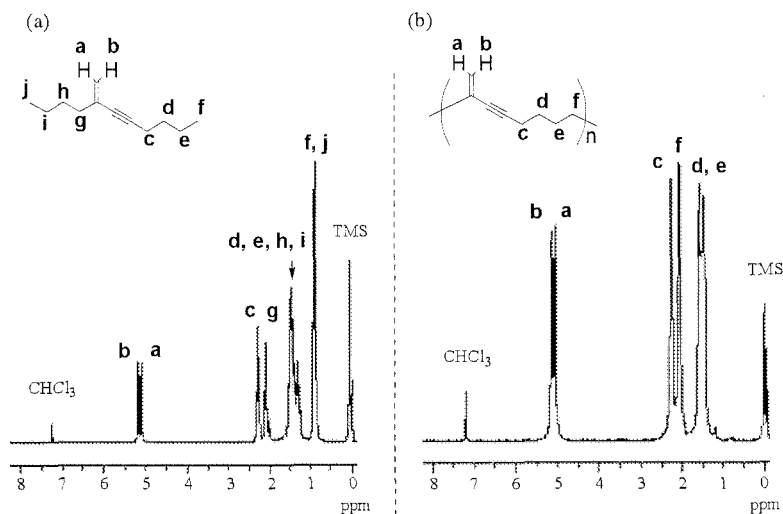 (a)
a b
H H
j h
i g
d f
c e
f, j
TMS
d, e, h, i
c g
b a
CHCl3
8 7 6 5 4 3 2 1 0
ppm
(b)
a b
H H
d f
c e
n
f
c d, e
b a
TMS
CHCl3
8 7 6 5 4 3 2 1 0
ppm